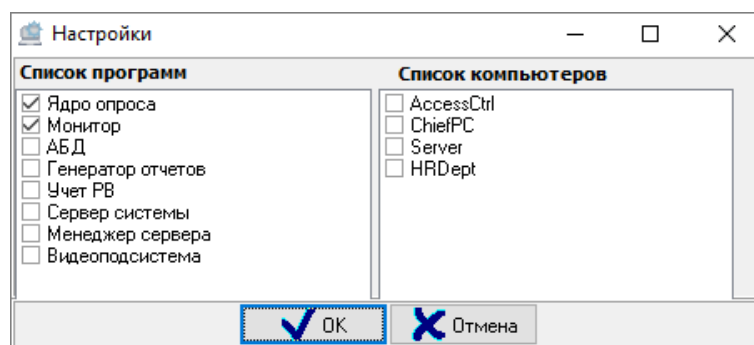 Настройки
Список программ
Ядро опроса
Монитор
АБД
Генератор отчетов
Учет РВ
Сервер системы
Менеджер сервера
Видеоподсистема
Список компьютеров
AccessCtrl
ChiefPC
Server
HRDept
OK
Отмена